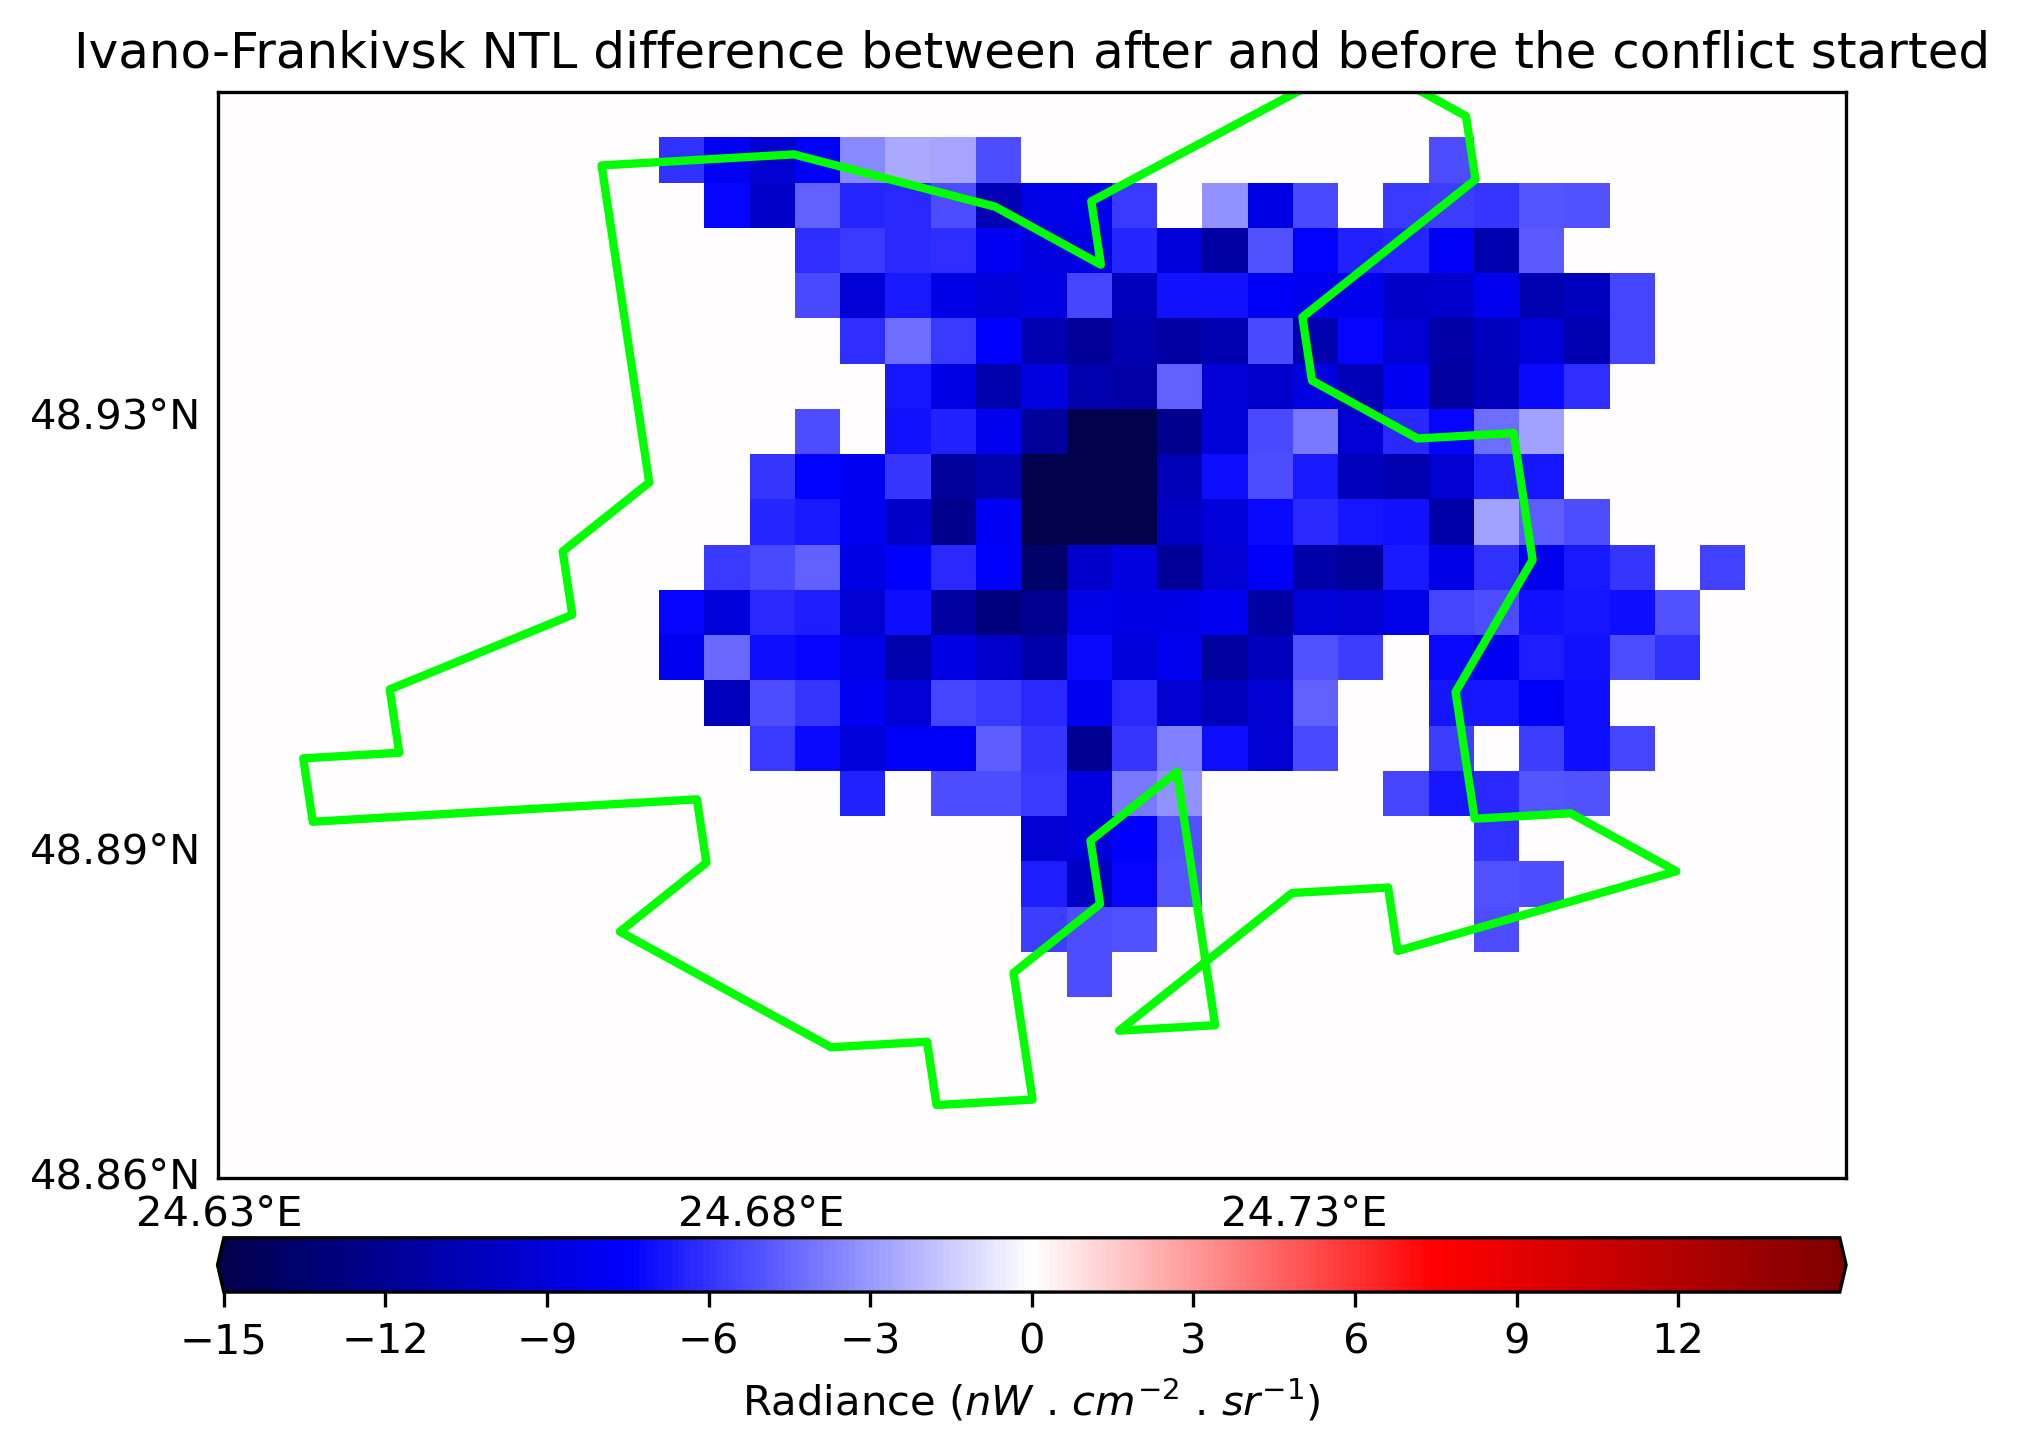 Ivano-Frankivsk NTL difference between after and before the conflict started
48.93°N
48.89°N
48.86°N
24.63°E 24.68°E 24.73°E
−15 −12 −9 −6 −3 0 3 6 9 12
Radiance (nW . cm⁻² . sr⁻¹)